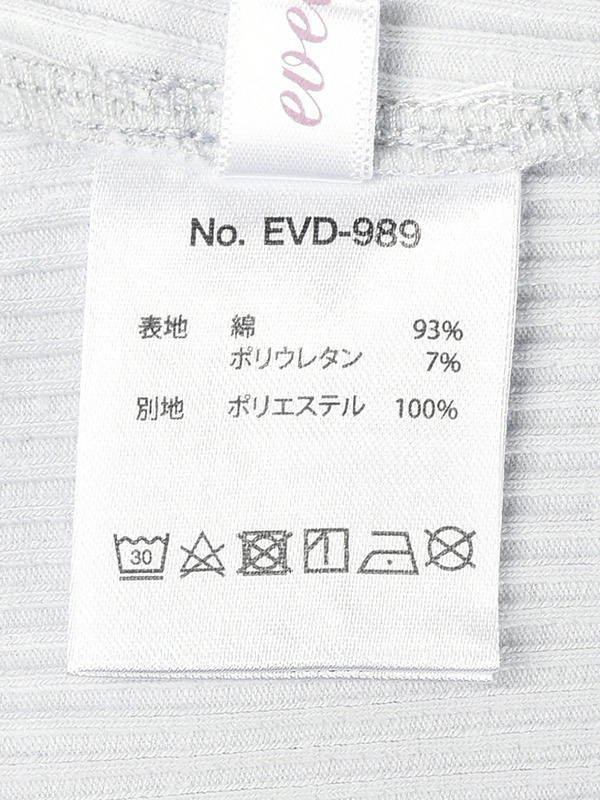 eve
No. EVD-989
表地 綿 93%
ポリウレタン 7%
別地 ポリエステル 100%
30